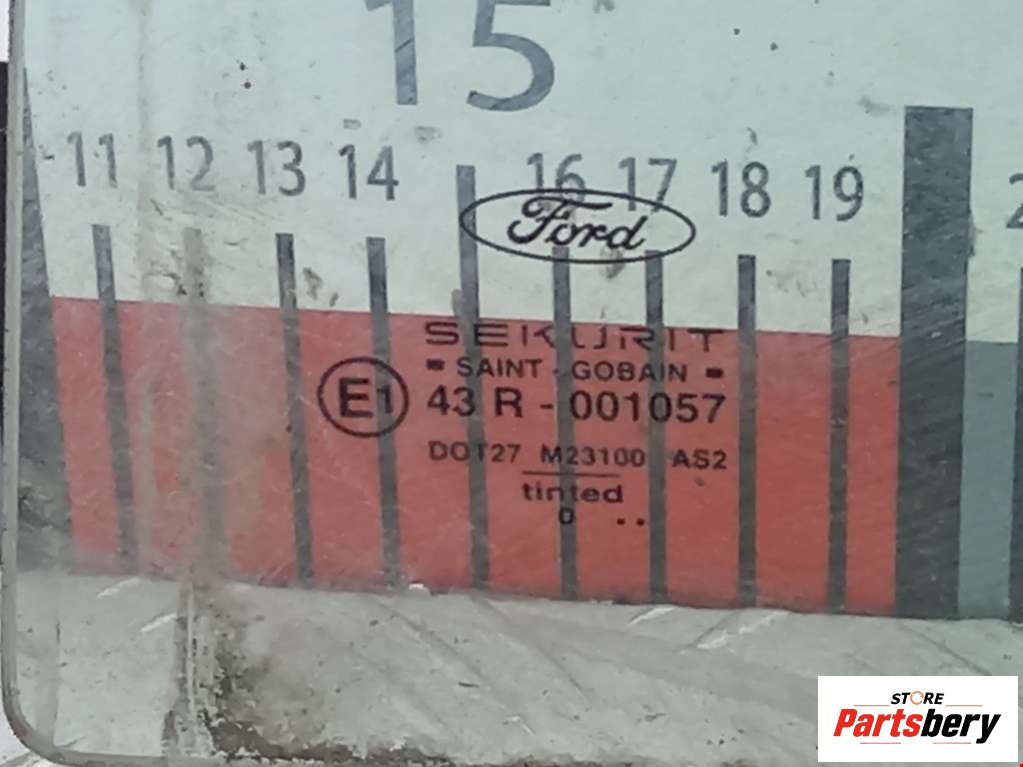 15
11 12 13 14 16 17 18 19 2
Ford
SEKURIT
SAINT - GOBAIN
E1 43 R - 001057
DOT27 M23100 AS2
tinted
0 ..
STORE
Partsbery